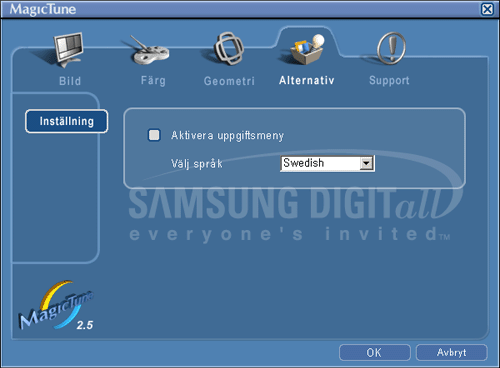 MagicTune
Bild
Färg
Geometri
Alternativ
Support
Inställning
Aktivera uppgiftsmeny
Välj språk
Swedish
SAMSUNG DIGITall
everyone's invited™
MagicTune
2.5
OK
Avbryt